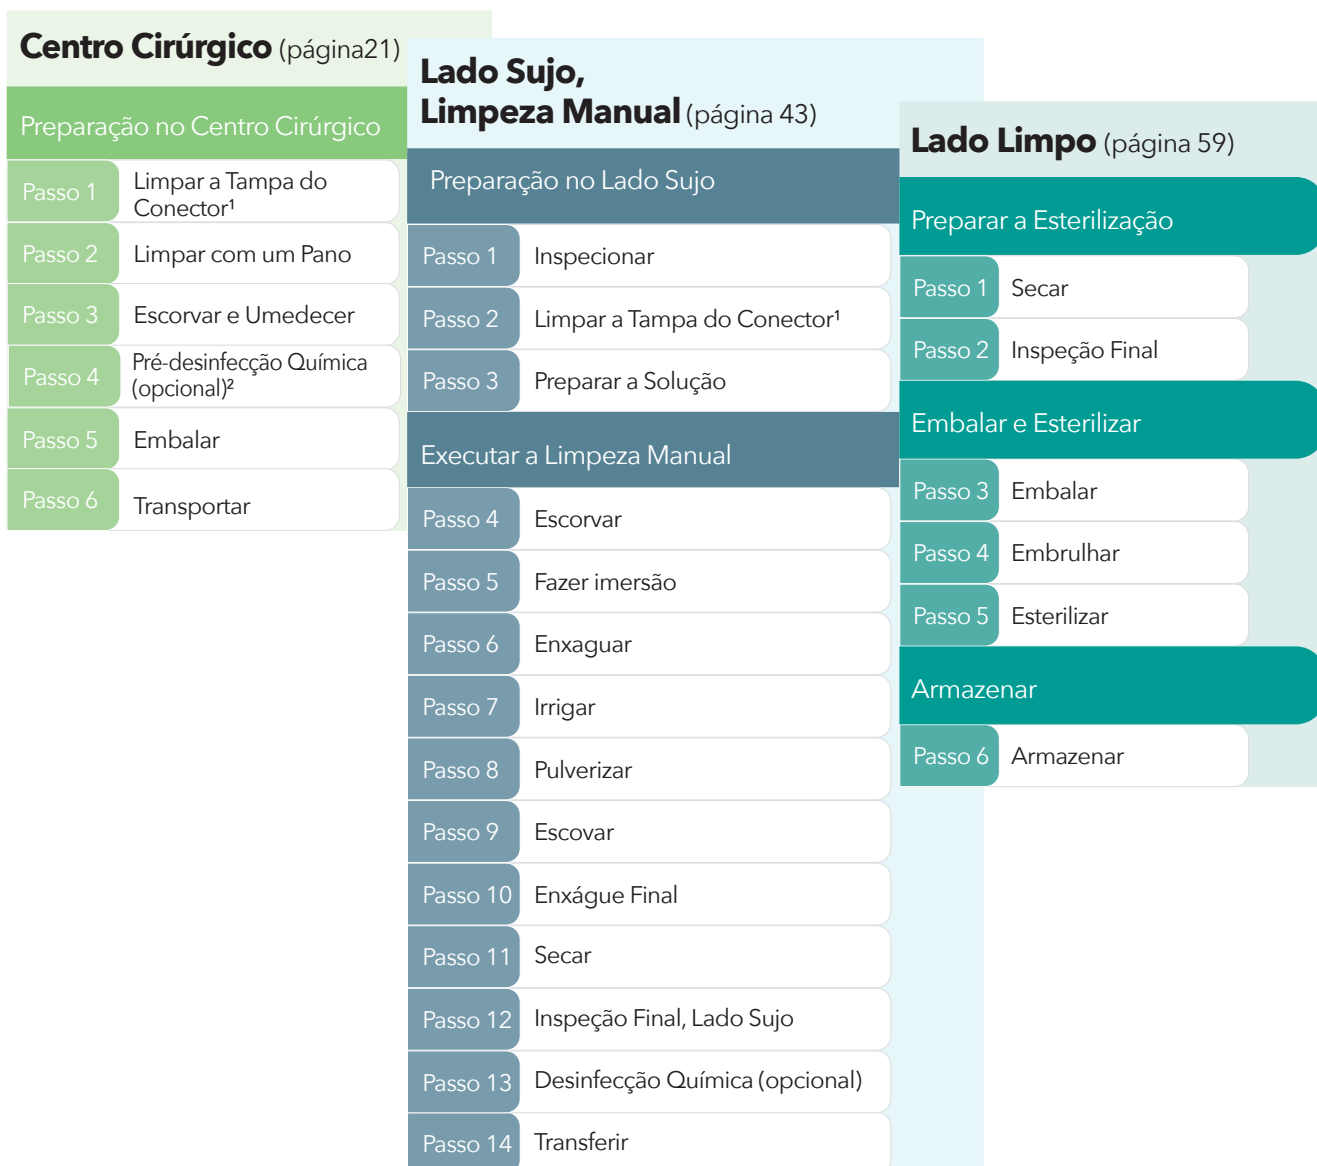 Centro Cirúrgico (página21)
Preparação no Centro Cirúrgico
Passo 1
Limpar a Tampa do
Conector¹
Passo 2
Limpar com um Pano
Passo 3
Escorvar e Umedecer
Passo 4
Pré-desinfecção Química
(opcional)²
Passo 5
Embalar
Passo 6
Transportar
Lado Sujo,
Limpeza Manual (página 43)
Preparação no Lado Sujo
Passo 1
Inspecionar
Passo 2
Limpar a Tampa do Conector¹
Passo 3
Preparar a Solução
Executar a Limpeza Manual
Passo 4
Escorvar
Passo 5
Fazer imersão
Passo 6
Enxaguar
Passo 7
Irrigar
Passo 8
Pulverizar
Passo 9
Escovar
Passo 10
Enxágue Final
Passo 11
Secar
Passo 12
Inspeção Final, Lado Sujo
Passo 13
Desinfecção Química (opcional)
Passo 14
Transferir
Lado Limpo (página 59)
Preparar a Esterilização
Passo 1
Secar
Passo 2
Inspeção Final
Embalar e Esterilizar
Passo 3
Embalar
Passo 4
Embrulhar
Passo 5
Esterilizar
Armazenar
Passo 6
Armazenar